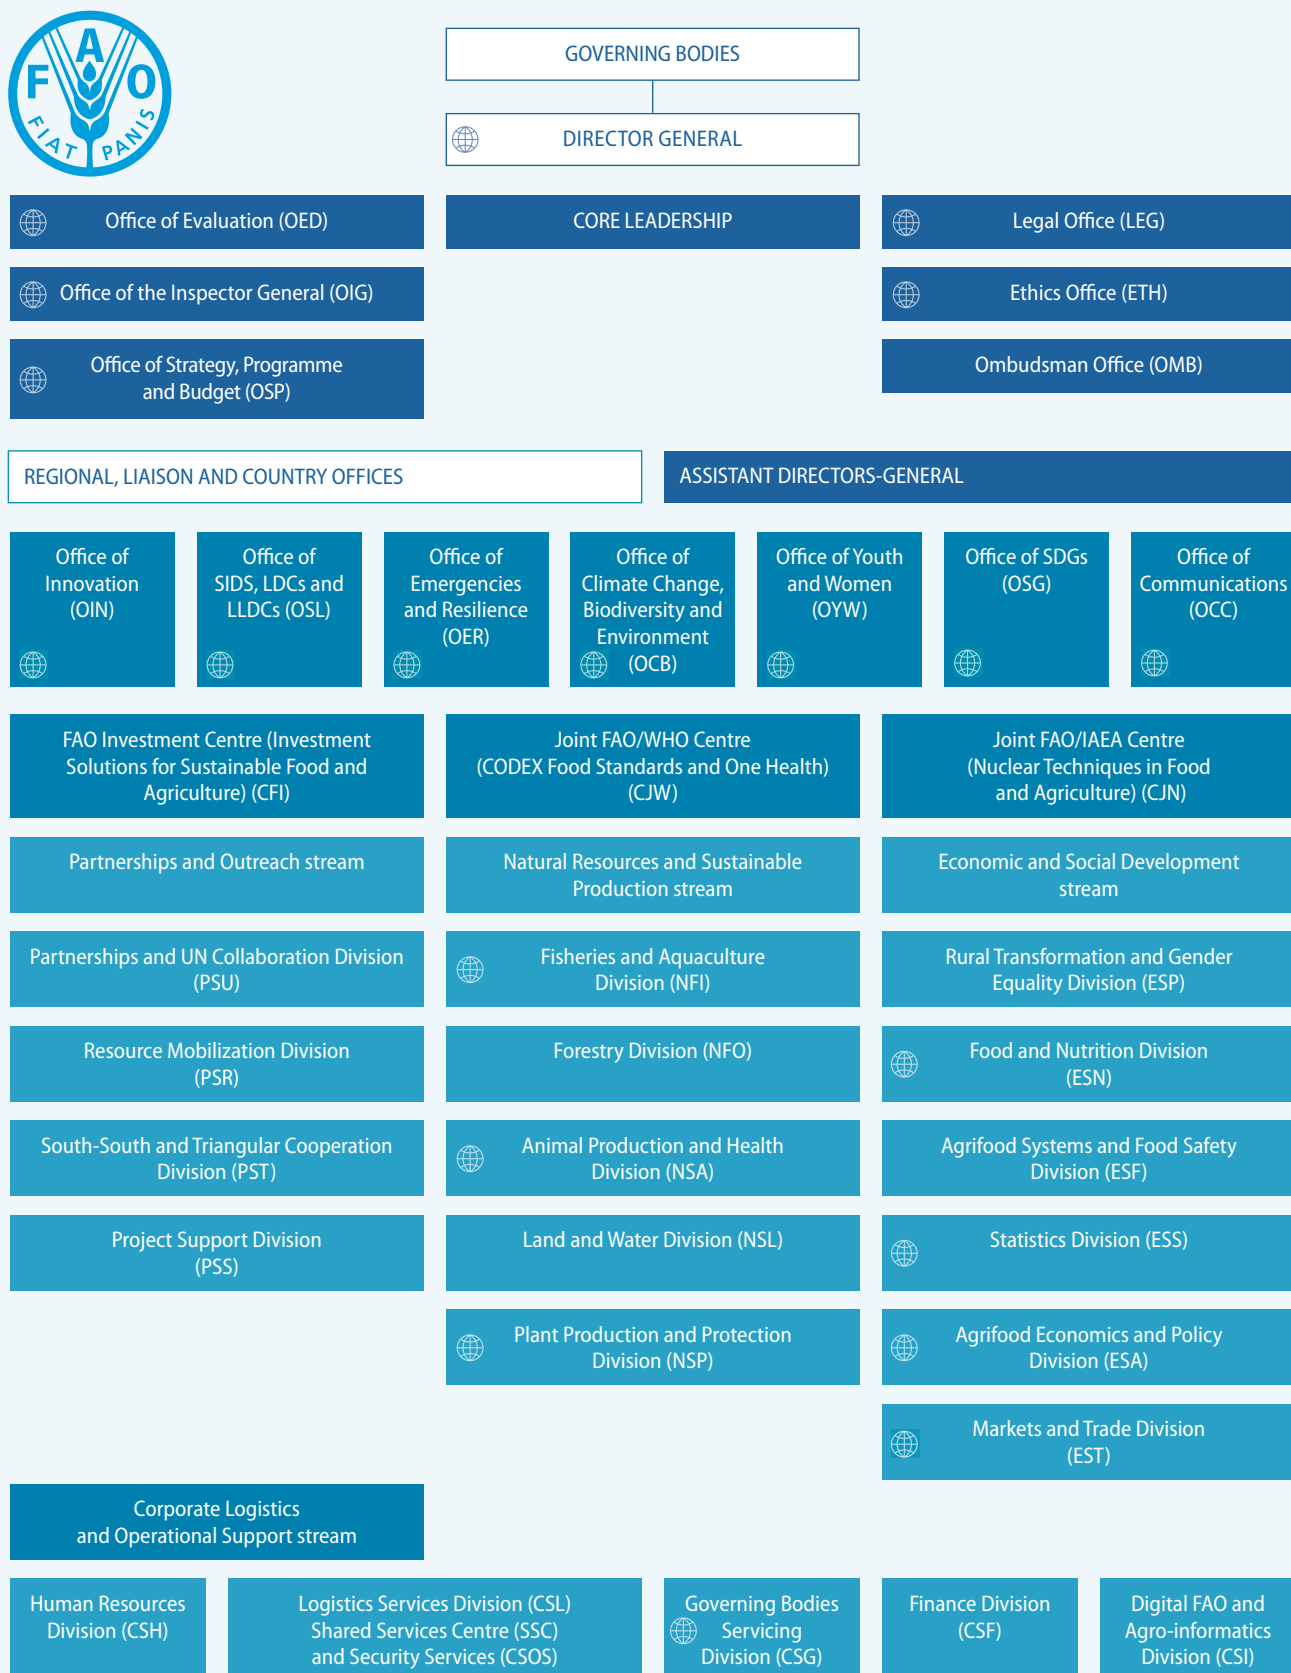 F A O
FIAT PANIS
GOVERNING BODIES
DIRECTOR GENERAL
Office of Evaluation (OED)
CORE LEADERSHIP
Legal Office (LEG)
Office of the Inspector General (OIG)
Ethics Office (ETH)
Office of Strategy, Programme
and Budget (OSP)
Ombudsman Office (OMB)
REGIONAL, LIAISON AND COUNTRY OFFICES
ASSISTANT DIRECTORS-GENERAL
Office of
Innovation
(OIN)
Office of
SIDS, LDCs and
LLDCs (OSL)
Office of
Emergencies
and Resilience
(OER)
Office of
Climate Change,
Biodiversity and
Environment
(OCB)
Office of Youth
and Women
(OYW)
Office of SDGs
(OSG)
Office of
Communications
(OCC)
FAO Investment Centre (Investment
Solutions for Sustainable Food and
Agriculture) (CFI)
Joint FAO/WHO Centre
(CODEX Food Standards and One Health)
(CJW)
Joint FAO/IAEA Centre
(Nuclear Techniques in Food
and Agriculture) (CJN)
Partnerships and Outreach stream
Natural Resources and Sustainable
Production stream
Economic and Social Development
stream
Partnerships and UN Collaboration Division
(PSU)
Fisheries and Aquaculture
Division (NFI)
Rural Transformation and Gender
Equality Division (ESP)
Resource Mobilization Division
(PSR)
Forestry Division (NFO)
Food and Nutrition Division
(ESN)
South-South and Triangular Cooperation
Division (PST)
Animal Production and Health
Division (NSA)
Agrifood Systems and Food Safety
Division (ESF)
Project Support Division
(PSS)
Land and Water Division (NSL)
Statistics Division (ESS)
Plant Production and Protection
Division (NSP)
Agrifood Economics and Policy
Division (ESA)
Markets and Trade Division
(EST)
Corporate Logistics
and Operational Support stream
Human Resources
Division (CSH)
Logistics Services Division (CSL)
Shared Services Centre (SSC)
and Security Services (CSOS)
Governing Bodies
Servicing
Division (CSG)
Finance Division
(CSF)
Digital FAO and
Agro-informatics
Division (CSI)